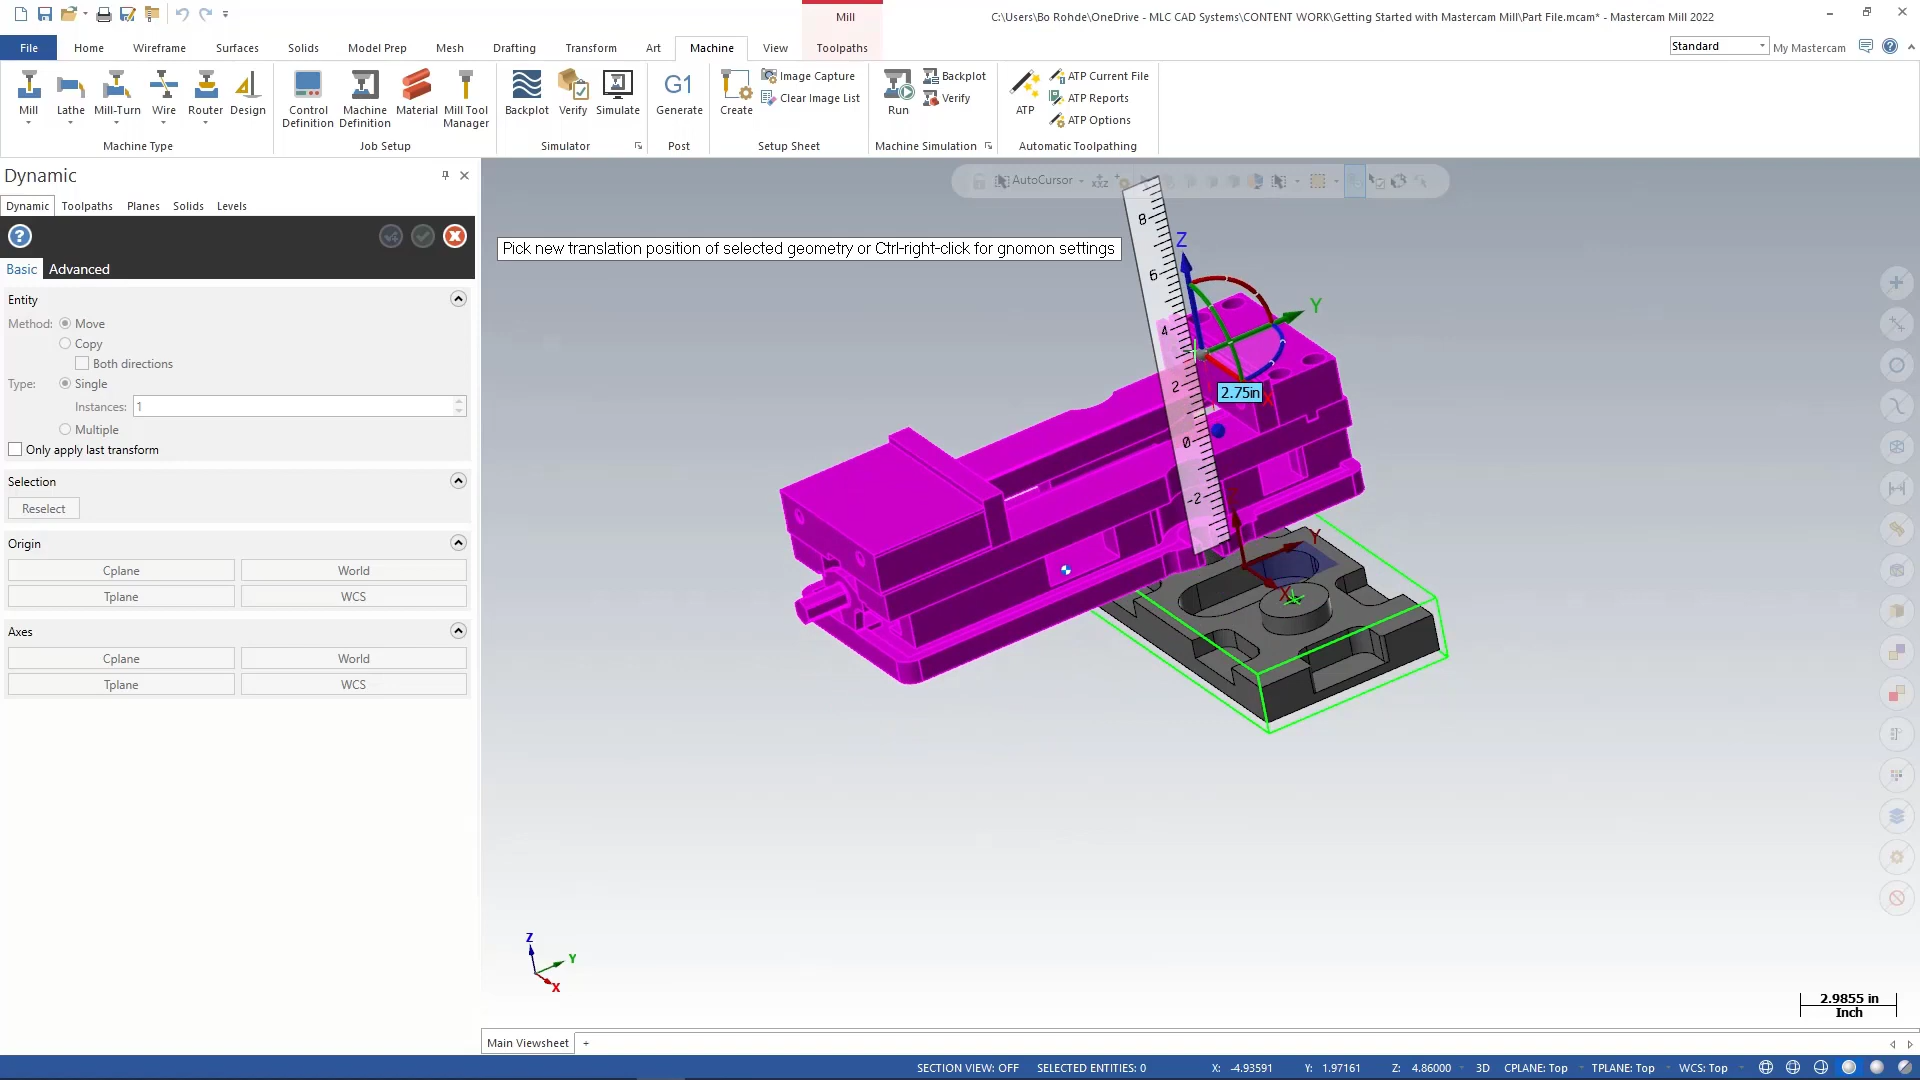 Mill
C:\Users\Bo Rohde\OneDrive - MLC CAD Systems\CONTENT WORK\Getting Started with Mastercam Mill\Part File.mcam* - Mastercam Mill 2022
File
Home
Wireframe
Surfaces
Solids
Model Prep
Mesh
Drafting
Transform
Art
Machine
View
Toolpaths
Standard
My Mastercam
Mill
Lathe
Mill-Turn
Wire
Router
Design
Machine Type
Control Definition
Machine Definition
Material
Mill Tool Manager
Job Setup
Backplot
Verify
Simulate
Simulator
G1
Generate
Post
Create
Image Capture
Clear Image List
Setup Sheet
Run
Backplot
Verify
Machine Simulation
ATP
ATP Current File
ATP Reports
ATP Options
Automatic Toolpathing
Dynamic
Dynamic
Toolpaths
Planes
Solids
Levels
Basic
Advanced
Entity
Method:
Move
Copy
Both directions
Type:
Single
Instances:
1
Multiple
Only apply last transform
Selection
Reselect
Origin
Cplane
World
Tplane
WCS
Axes
Cplane
World
Tplane
WCS
AutoCursor
Pick new translation position of selected geometry or Ctrl-right-click for gnomon settings
8
6
4
2
0
-2
Z
Y
X
2.75in
Y
X
Z
Y
X
2.9855 in
Inch
Main Viewsheet
+
SECTION VIEW: OFF
SELECTED ENTITIES: 0
X: -4.93591
Y: 1.97161
Z: 4.86000
3D
CPLANE: Top
TPLANE: Top
WCS: Top